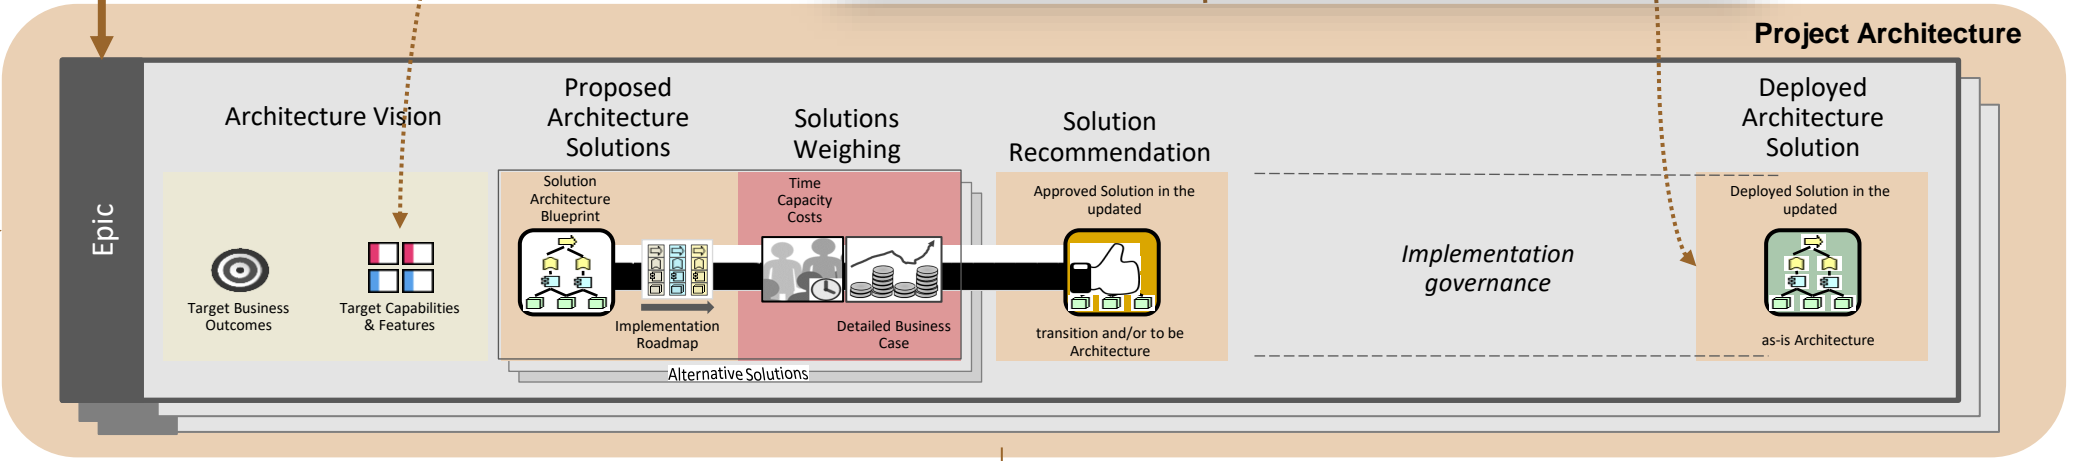 Project Architecture
Epic
Architecture Vision
Target Business
Outcomes
Target Capabilities
& Features
Proposed
Architecture
Solutions
Solution
Architecture
Blueprint
Implementation
Roadmap
Solutions
Weighing
Time
Capacity
Costs
Detailed Business
Case
Alternative Solutions
Solution
Recommendation
Approved Solution in the
updated
transition and/or to be
Architecture
Implementation
governance
Deployed
Architecture
Solution
Deployed Solution in the
updated
as-is Architecture